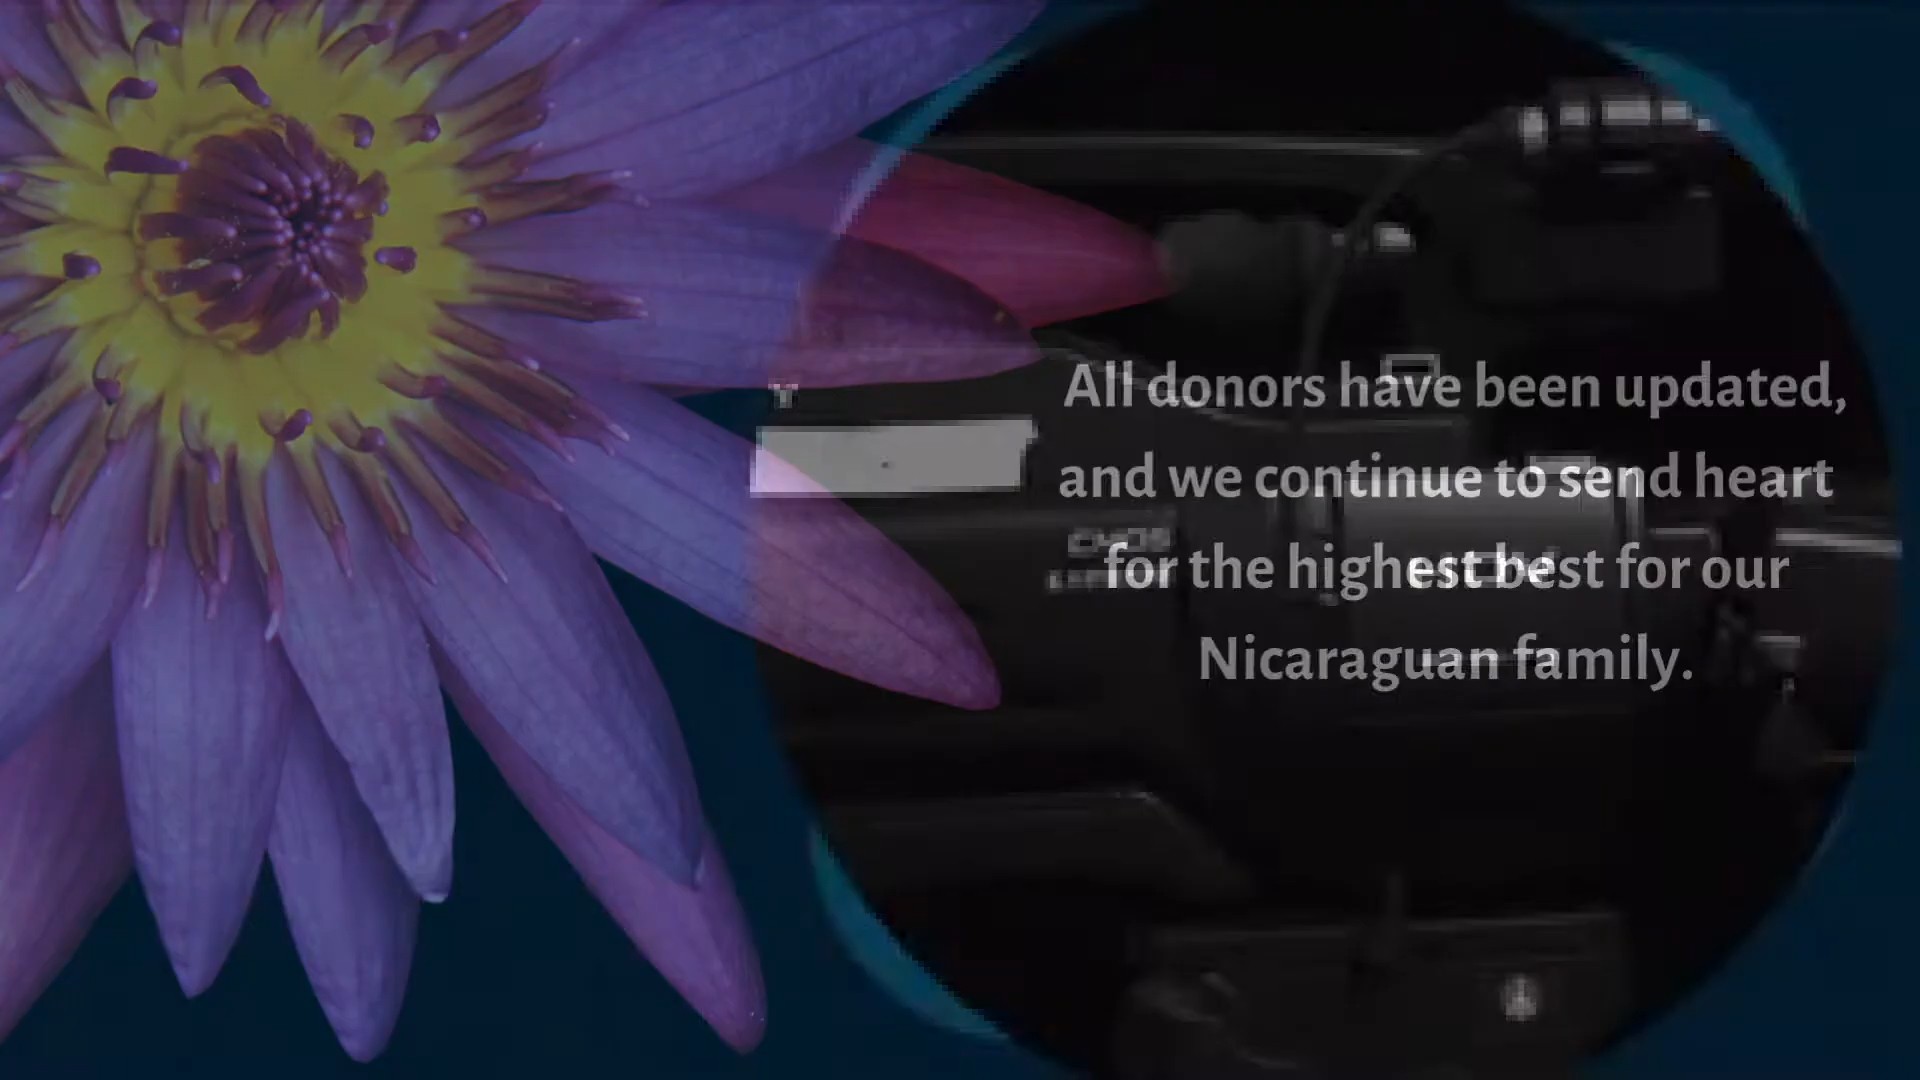 All donors have been updated,
and we continue to send heart
for the highest best for our
Nicaraguan family.